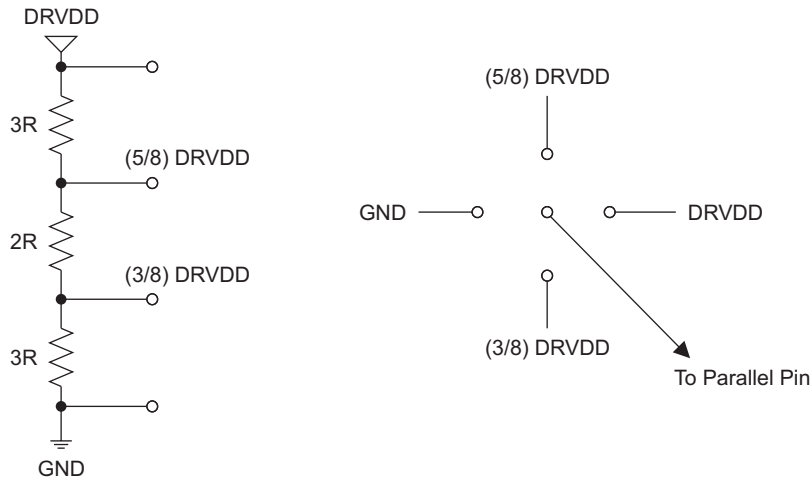 DRVDD
3R
(5/8) DRVDD
2R
(3/8) DRVDD
3R
GND
(5/8) DRVDD
GND
DRVDD
(3/8) DRVDD
To Parallel Pin